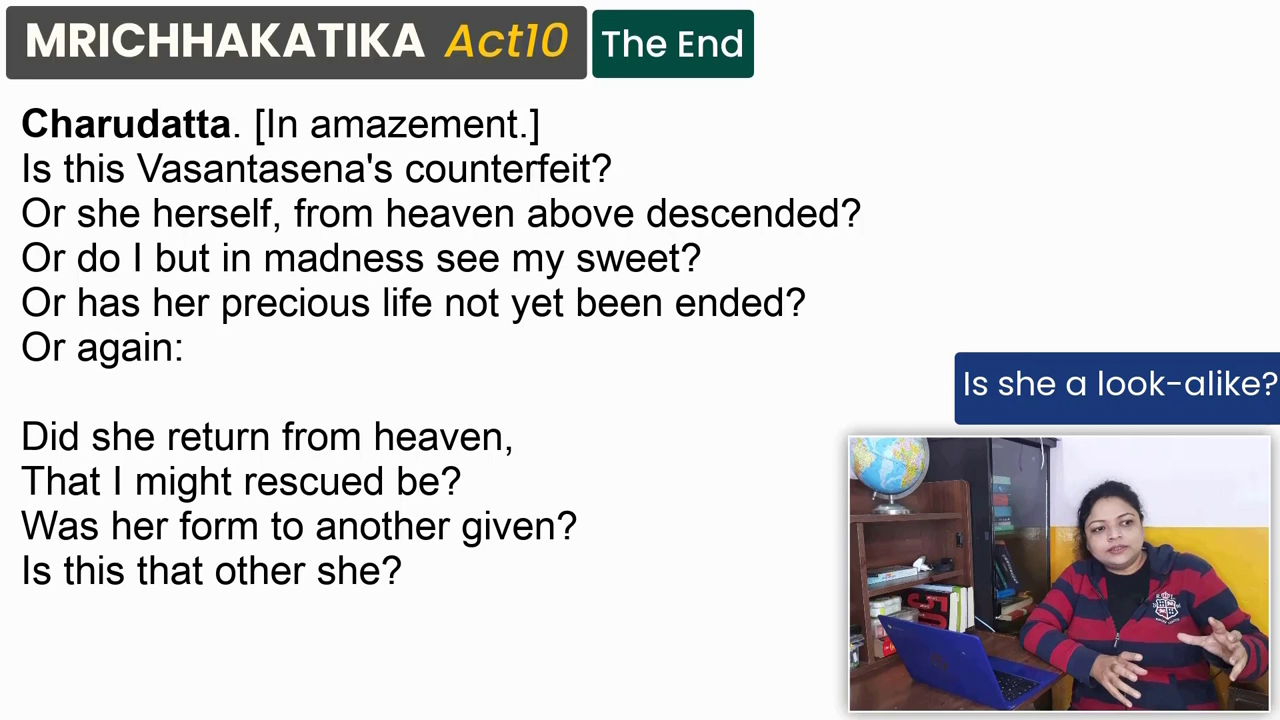 MRICHHAKATIKA Act10 The End
Charudatta. [In amazement.]
Is this Vasantasena's counterfeit?
Or she herself, from heaven above descended?
Or do I but in madness see my sweet?
Or has her precious life not yet been ended?
Or again:
Did she return from heaven,
That I might rescued be?
Was her form to another given?
Is this that other she?
Is she a look-alike?